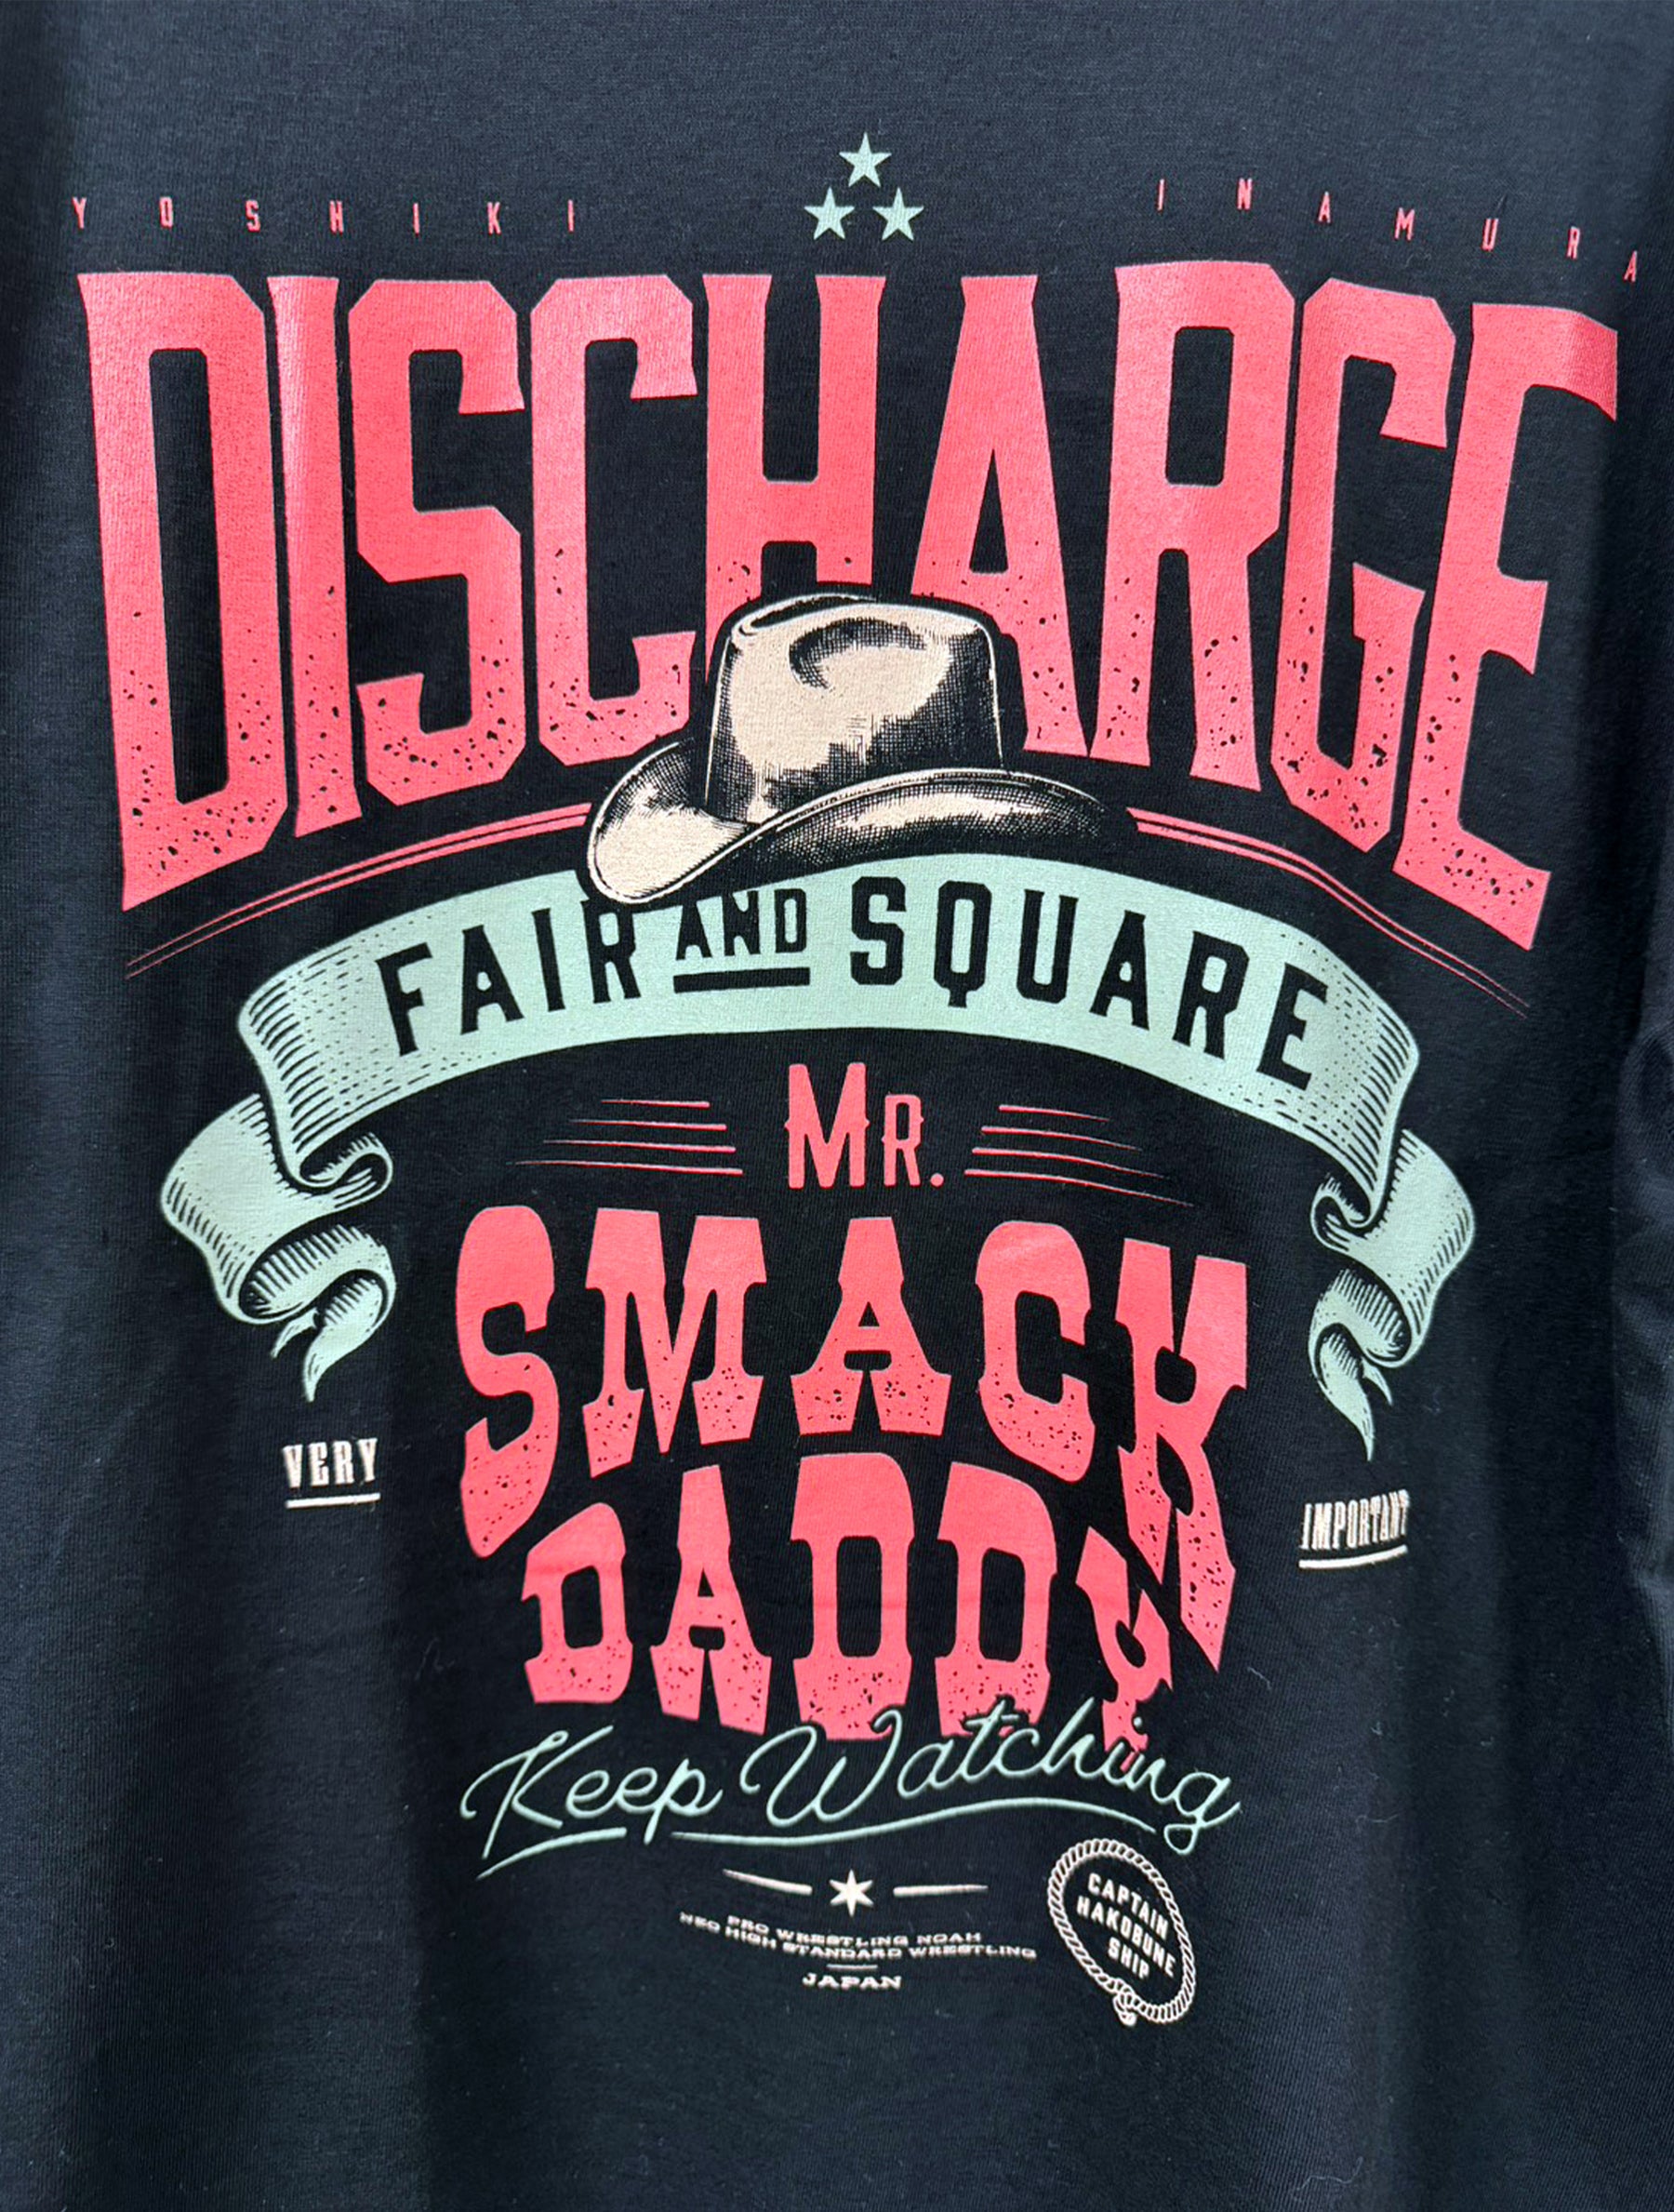 YOSHIKI INAMURA
DISCHARGE
FAIR AND SQUARE
MR.
SMACK
DADDY
VERY
IMPORTANT
Keep Watching
PRO WRESTLING NOAH
NEO HIGH STANDARD WRESTLING
JAPAN
CAPTAIN
HAKOBUNE
SHIP